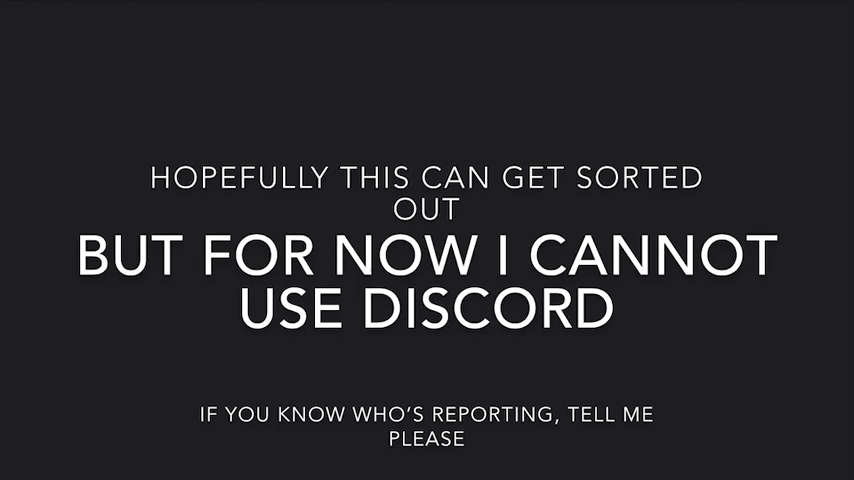 HOPEFULLY THIS CAN GET SORTED
OUT
BUT FOR NOW I CANNOT
USE DISCORD
IF YOU KNOW WHO’S REPORTING, TELL ME
PLEASE